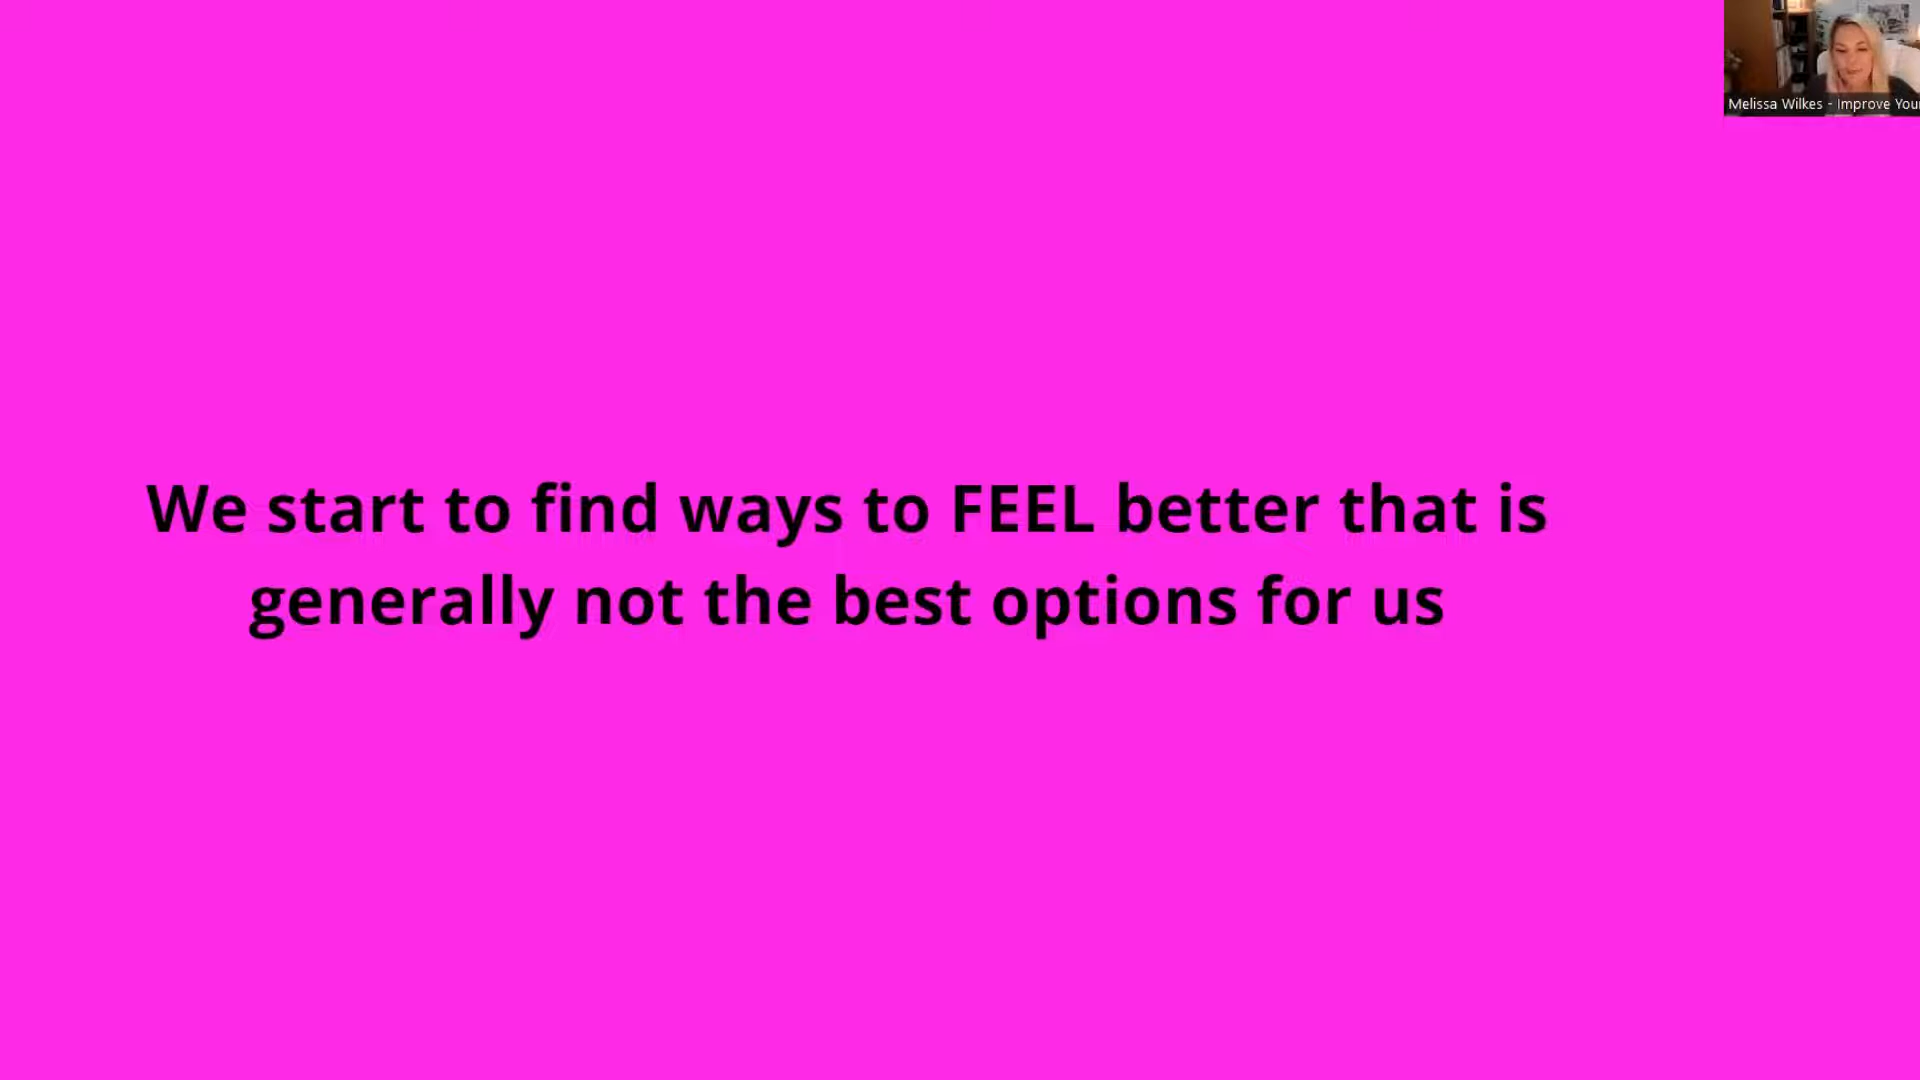 Melissa Wilkes - Improve Your
We start to find ways to FEEL better that is
generally not the best options for us